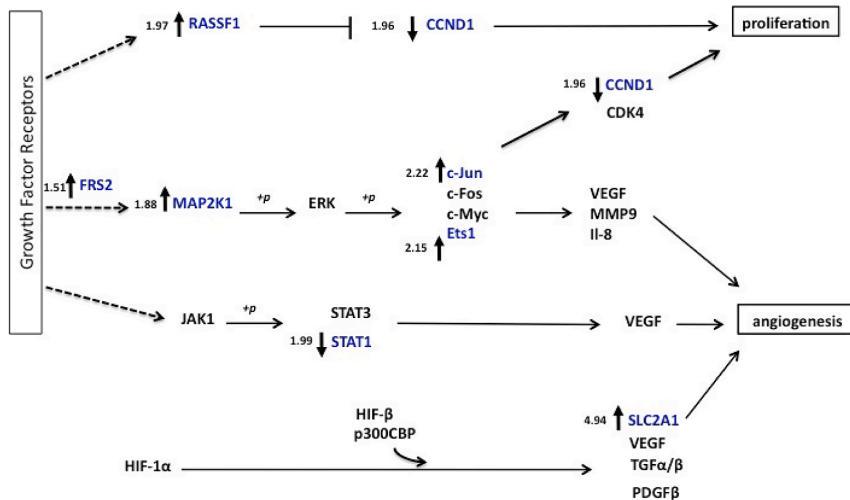 1.97 RASSF1
1.96 CCND1
proliferation
1.96 CCND1
CDK4
Growth Factor Receptors
1.51 FRS2
1.88 MAP2K1
+p
ERK
+p
2.22 c-Jun
c-Fos
c-Myc
Ets1
2.15
VEGF
MMP9
Il-8
JAK1
+p
STAT3
1.99 STAT1
VEGF
angiogenesis
HIF-β
p300CBP
HIF-1α
4.94 SLC2A1
VEGF
TGFα/β
PDGFβ